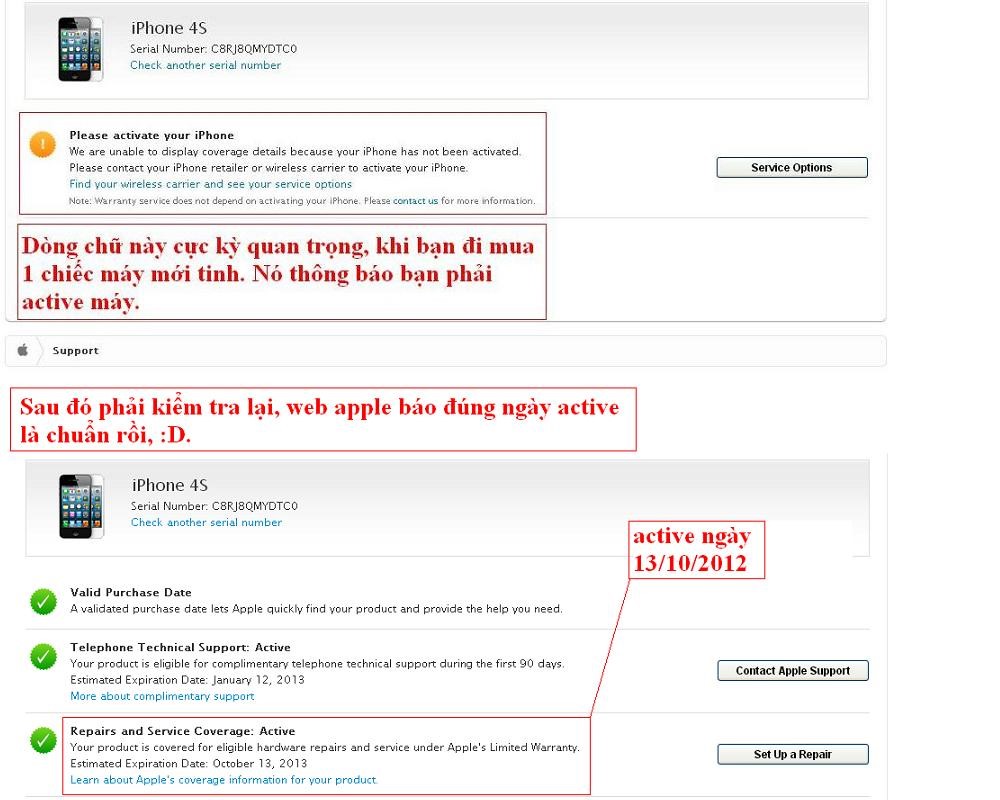 iPhone 4S
Serial Number: C8RJ8QMYDTC0
Check another serial number
Please activate your iPhone
We are unable to display coverage details because your iPhone has not been activated.
Please contact your iPhone retailer or wireless carrier to activate your iPhone.
Find your wireless carrier and see your service options
Note: Warranty service does not depend on activating your iPhone. Please contact us for more information.
Service Options
Dòng chữ này cực kỳ quan trọng, khi bạn đi mua
1 chiếc máy mới tinh. Nó thông báo bạn phải
active máy.
Support
Sau đó phải kiểm tra lại, web apple báo đúng ngày active
là chuẩn rồi, :D.
iPhone 4S
Serial Number: C8RJ8QMYDTC0
Check another serial number
active ngày
13/10/2012
Valid Purchase Date
A validated purchase date lets Apple quickly find your product and provide the help you need.
Telephone Technical Support: Active
Your product is eligible for complimentary telephone technical support during the first 90 days.
Estimated Expiration Date: January 12, 2013
More about complimentary support
Contact Apple Support
Repairs and Service Coverage: Active
Your product is covered for eligible hardware repairs and service under Apple's Limited Warranty.
Estimated Expiration Date: October 13, 2013
Learn about Apple's coverage information for your product.
Set Up a Repair